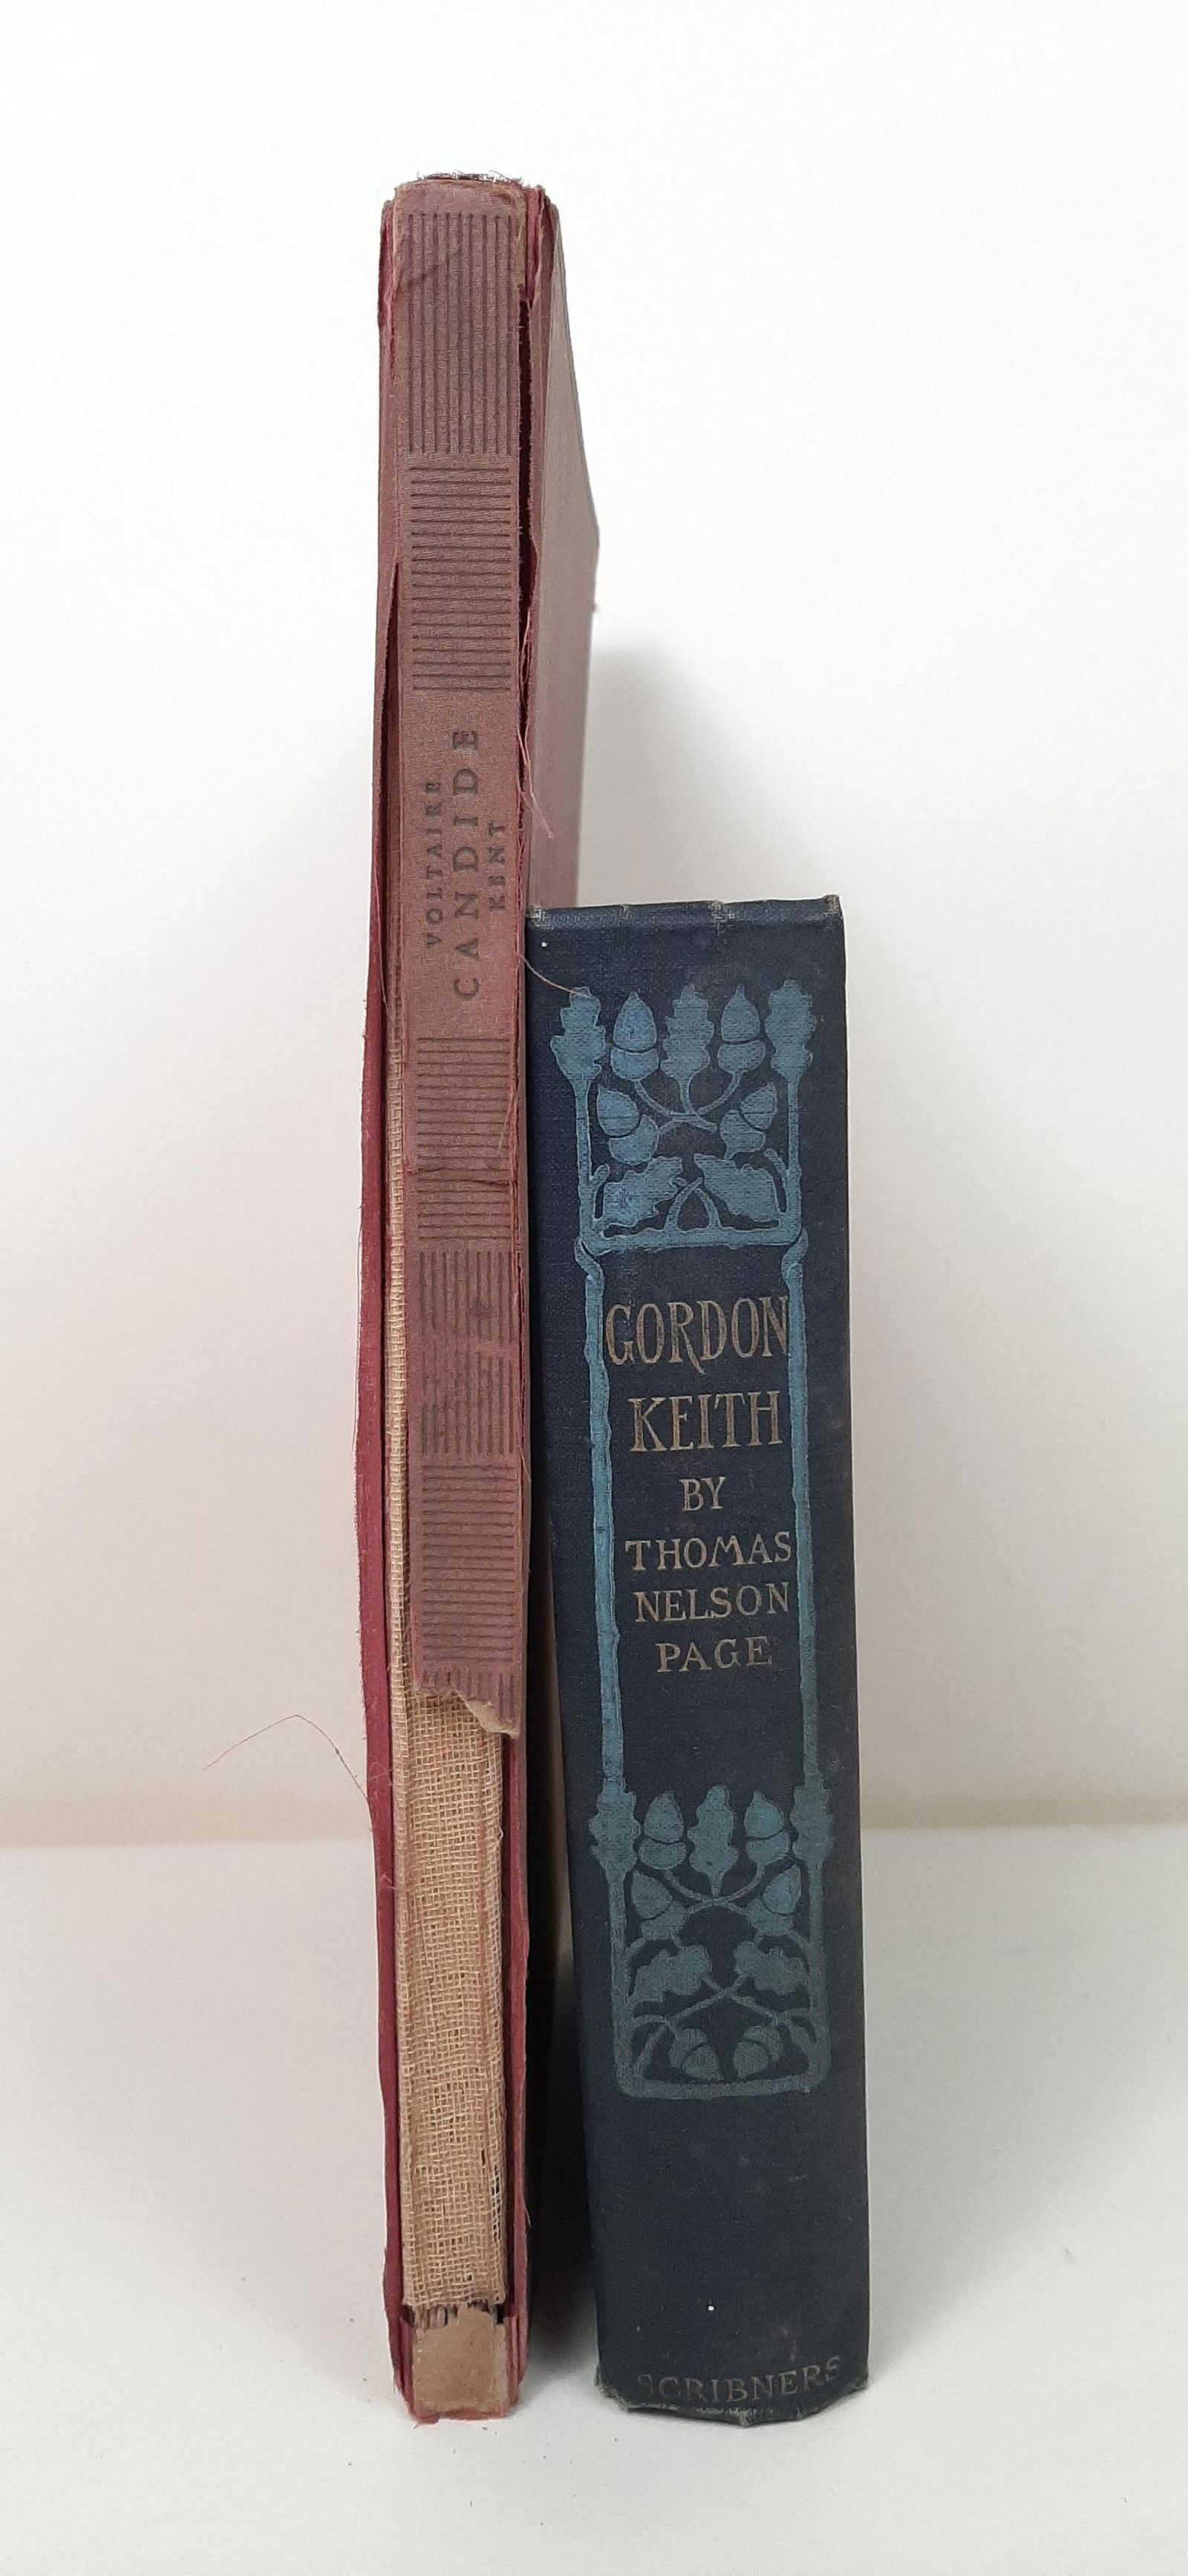 VOLTAIRE
CANDIDE
KENT
GORDON
KEITH
BY
THOMAS
NELSON
PAGE
SCRIBNERS